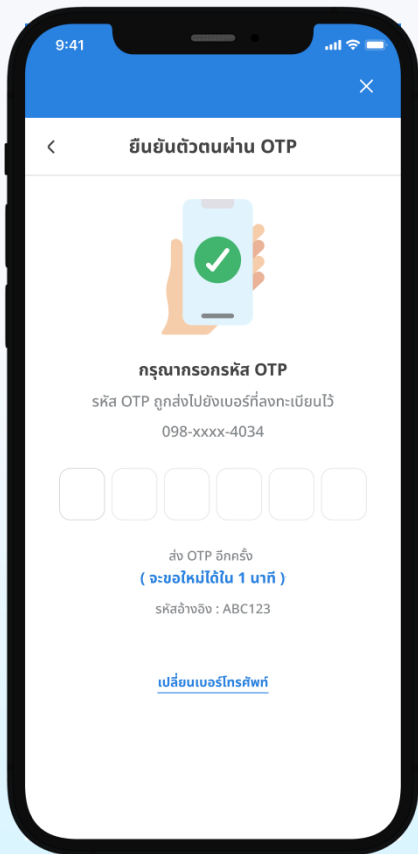 9:41
ยืนยันตัวตนผ่าน OTP
กรุณากรอกรหัส OTP
รหัส OTP ถูกส่งไปยังเบอร์ที่ลงทะเบียนไว้
098-xxxx-4034
ส่ง OTP อีกครั้ง
( จะขอใหม่ได้ใน 1 นาที )
รหัสอ้างอิง : ABC123
เปลี่ยนเบอร์โทรศัพท์